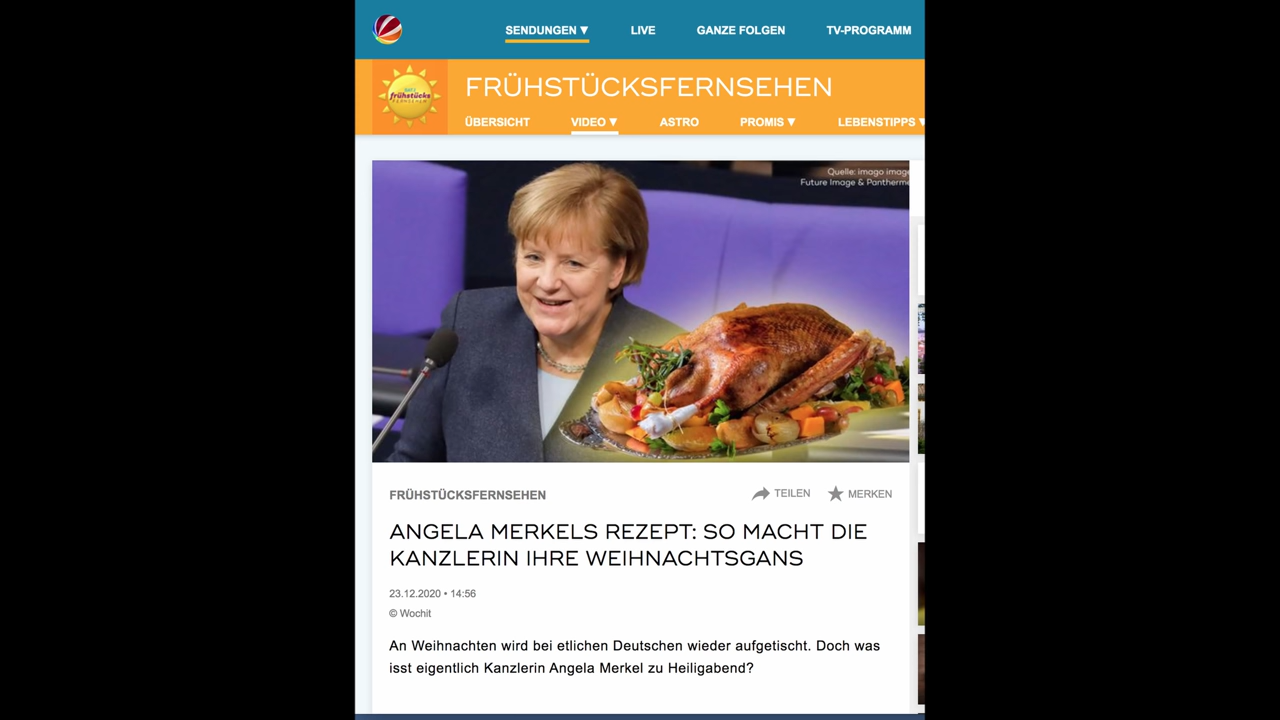 SENDUNGEN ▼ LIVE GANZE FOLGEN TV-PROGRAMM
frühstücks
FERNSEHEN
FRÜHSTÜCKSFERNSEHEN
ÜBERSICHT VIDEO ▼ ASTRO PROMIS ▼ LEBENSTIPPS ▼
Quelle: imago
Future Image &
FRÜHSTÜCKSFERNSEHEN
TEILEN MERKEN
ANGELA MERKELS REZEPT: SO MACHT DIE
KANZLERIN IHRE WEIHNACHTSGANS
23.12.2020 • 14:56
© Wochit
An Weihnachten wird bei etlichen Deutschen wieder aufgetischt. Doch was
isst eigentlich Kanzlerin Angela Merkel zu Heiligabend?